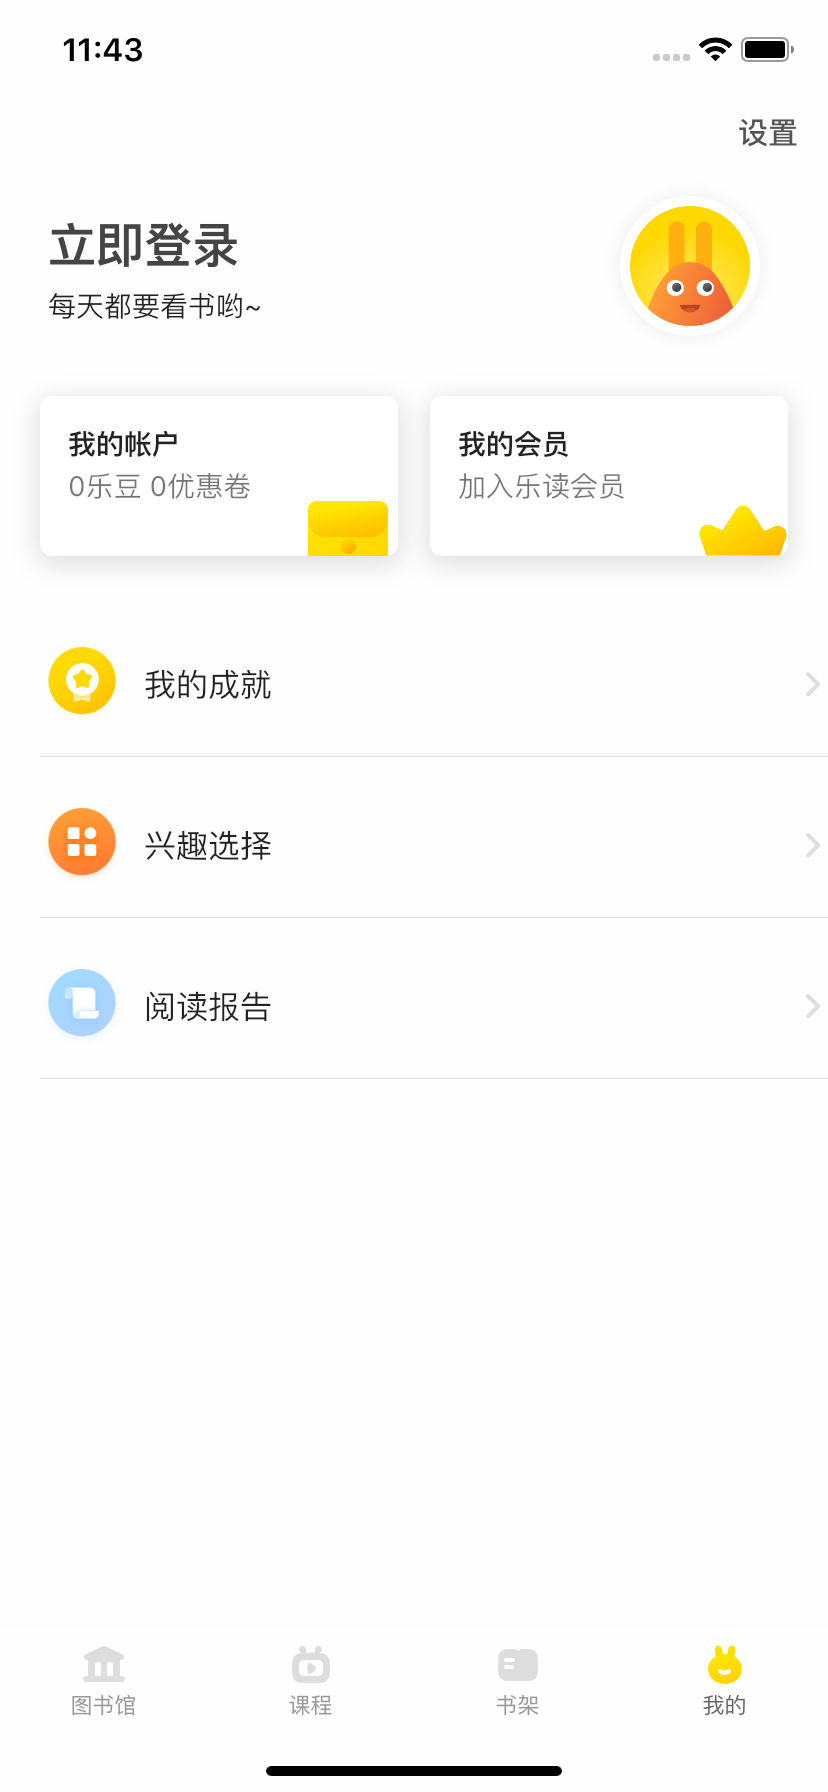 11:43
设置
立即登录
每天都要看书哟~
我的帐户
0乐豆 0优惠卷
我的会员
加入乐读会员
我的成就
兴趣选择
阅读报告
图书馆
课程
书架
我的